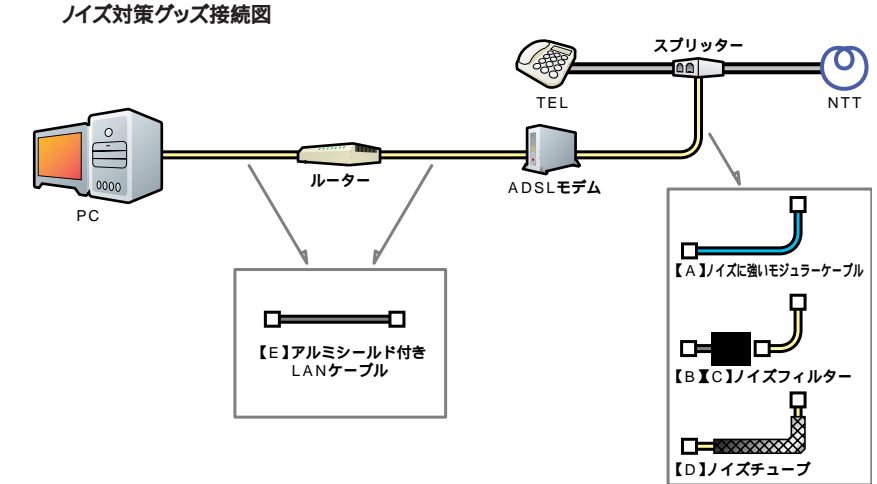 ノイズ対策グッズ接続図
スプリッター
TEL
NTT
ルーター
ADSLモデム
PC
【A】ノイズに強いモジュラーケーブル
【E】アルミシールド付き
LANケーブル
【B】【C】ノイズフィルター
【D】ノイズチューブ